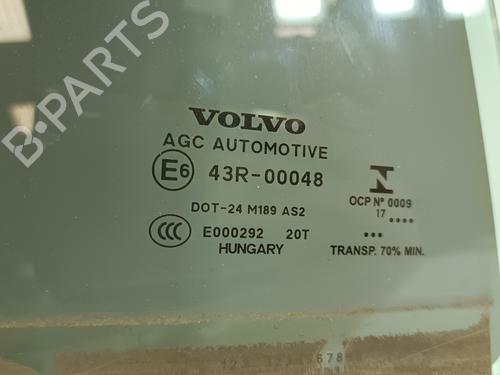 VOLVO
AGC AUTOMOTIVE
E6 43R-00048
DOT-24 M189 AS2
CCC E000292 20T
HUNGARY
N
OCP Nº 0009
17 ....
...
TRANSP. 70% MIN.
B-PARTS